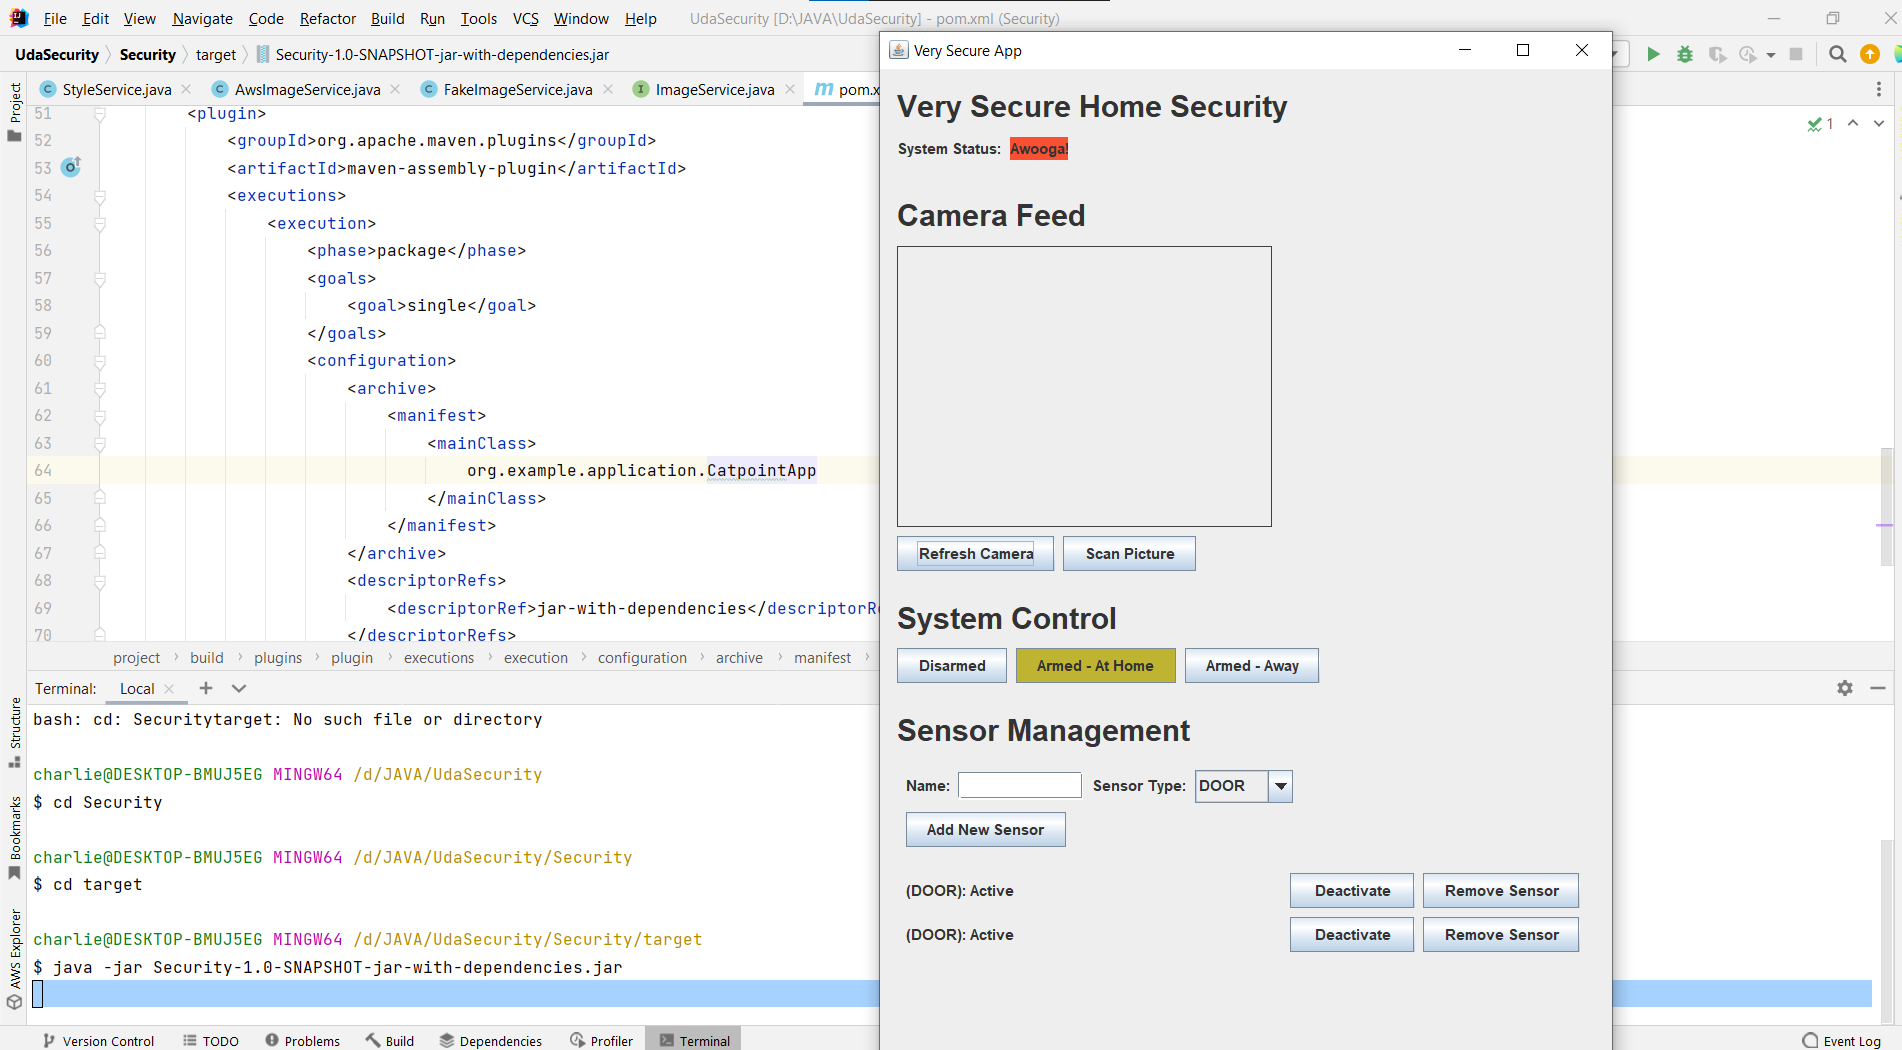 File Edit View Navigate Code Refactor Build Run Tools VCS Window Help UdaSecurity [D:\JAVA\UdaSecurity] - pom.xml (Security)
UdaSecurity Security target Security-1.0-SNAPSHOT-jar-with-dependencies.jar
StyleService.java AwsImageService.java FakeImageService.java ImageService.java pom.x
Project
51 <plugin>
52 <groupId>org.apache.maven.plugins</groupId>
53 <artifactId>maven-assembly-plugin</artifactId>
54 <executions>
55 <execution>
56 <phase>package</phase>
57 <goals>
58 <goal>single</goal>
59 </goals>
60 <configuration>
61 <archive>
62 <manifest>
63 <mainClass>
64 org.example.application.CatpointApp
65 </mainClass>
66 </manifest>
67 </archive>
68 <descriptorRefs>
69 <descriptorRef>jar-with-dependencies</descriptorRe
70 </descriptorRefs>
1
project build plugins plugin executions execution configuration archive manifest
Terminal: Local
bash: cd: Securitytarget: No such file or directory
charlie@DESKTOP-BMUJ5EG MINGW64 /d/JAVA/UdaSecurity
$ cd Security
charlie@DESKTOP-BMUJ5EG MINGW64 /d/JAVA/UdaSecurity/Security
$ cd target
charlie@DESKTOP-BMUJ5EG MINGW64 /d/JAVA/UdaSecurity/Security/target
$ java -jar Security-1.0-SNAPSHOT-jar-with-dependencies.jar
Structure
Bookmarks
AWS Explorer
Version Control TODO Problems Build Dependencies Profiler Terminal Event Log
Very Secure App
Very Secure Home Security
System Status: Awooga!
Camera Feed
Refresh Camera Scan Picture
System Control
Disarmed Armed - At Home Armed - Away
Sensor Management
Name: Sensor Type: DOOR
Add New Sensor
(DOOR): Active Deactivate Remove Sensor
(DOOR): Active Deactivate Remove Sensor